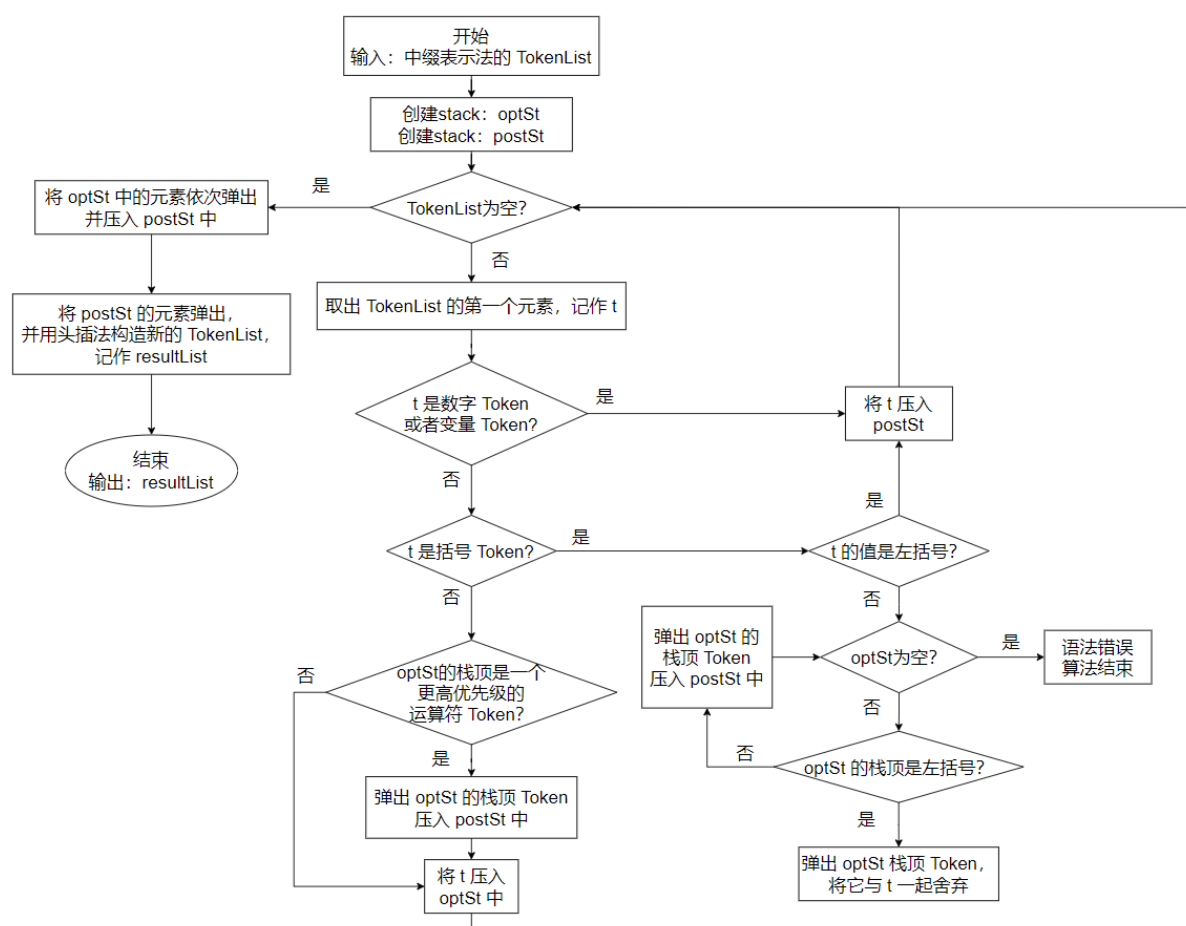 开始
输入：中缀表示法的 TokenList
创建stack：optSt
创建stack：postSt
是
将 optSt 中的元素依次弹出
并压入 postSt 中
TokenList为空？
否
取出 TokenList 的第一个元素，记作 t
将 postSt 的元素弹出，
并用头插法构造新的 TokenList，
记作 resultList
t 是数字 Token
或者变量 Token？
是
将 t 压入
postSt
结束
输出：resultList
否
是
t 是括号 Token？
是
t 的值是左括号？
否
否
弹出 optSt 的
栈顶 Token
压入 postSt 中
optSt为空？
是
语法错误
算法结束
否
optSt的栈顶是一个
更高优先级的
运算符 Token？
否
是
否
optSt 的栈顶是左括号？
弹出 optSt 的栈顶 Token
压入 postSt 中
是
将 t 压入
optSt 中
弹出 optSt 栈顶 Token，
将它与 t 一起舍弃